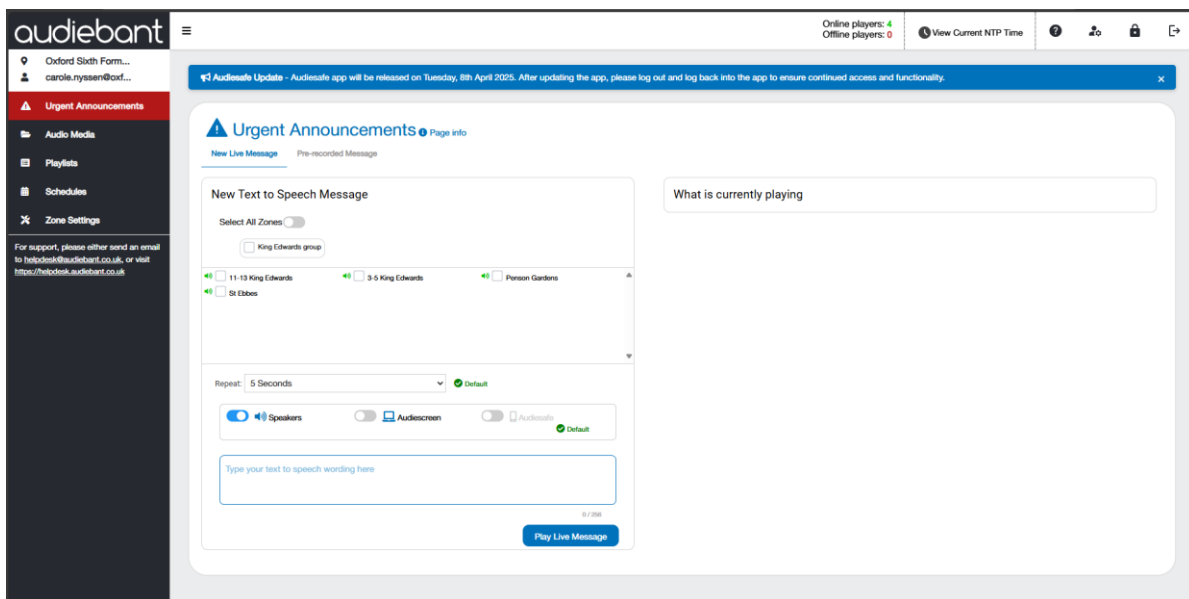 audiebant
Online players: 4
Offline players: 0
View Current NTP Time
Oxford Sixth Form...
carole.nyssen@oxf...
Urgent Announcements
Audio Media
Playlists
Schedules
Zone Settings
For support, please either send an email
to helpdesk@audiebant.co.uk, or visit
https://helpdesk.audiebant.co.uk
Audiesafe Update - Audiesafe app will be released on Tuesday, 8th April 2025. After updating the app, please log out and log back into the app to ensure continued access and functionality.
Urgent Announcements Page info
New Live Message Pre-recorded Message
New Text to Speech Message
Select All Zones
King Edwards group
11-13 King Edwards 3-5 King Edwards Penson Gardens
St Ebbes
Repeat: 5 Seconds Default
Speakers Audiescreen Audiesafe
Default
Type your text to speech wording here
0 / 256
Play Live Message
What is currently playing